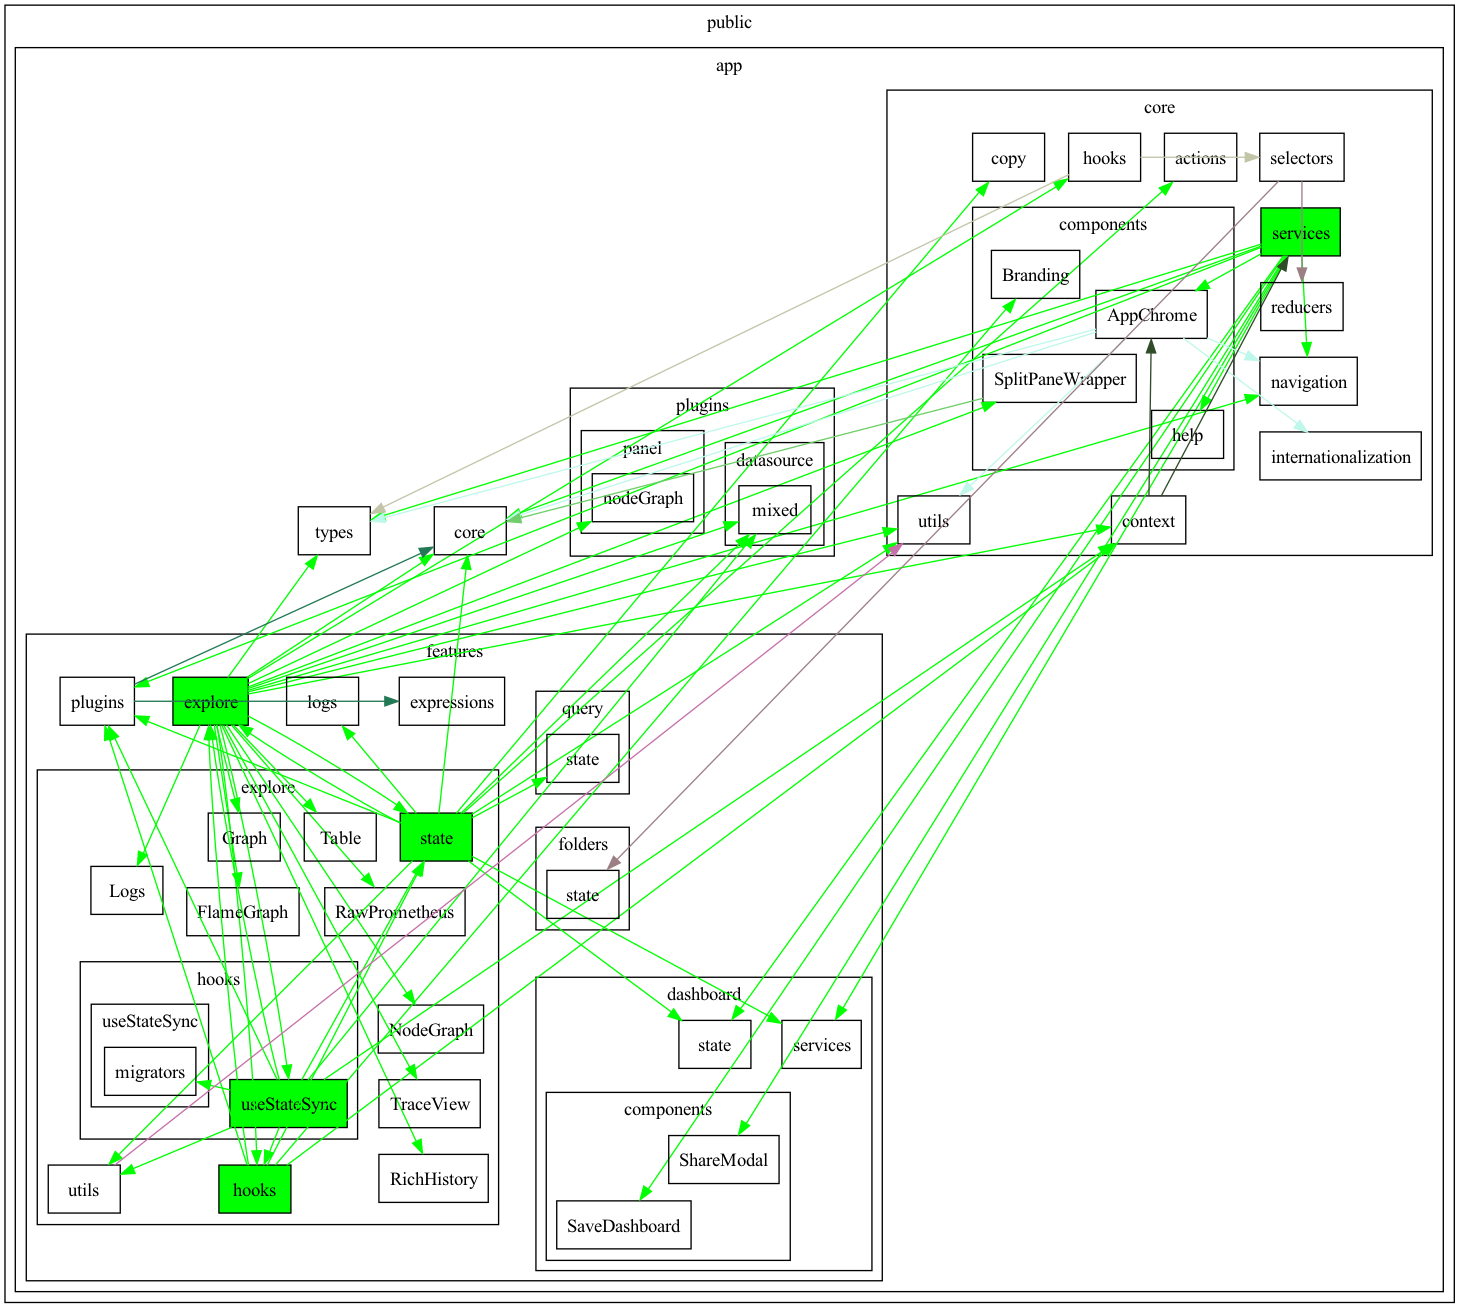 public
app
core
copy
hooks
actions
selectors
components
services
Branding
AppChrome
reducers
SplitPaneWrapper
navigation
help
internationalization
plugins
panel
datasource
nodeGraph
mixed
types
core
utils
context
features
plugins
explore
logs
expressions
query
state
explore
Graph
Table
state
folders
state
Logs
FlameGraph
RawPrometheus
hooks
useStateSync
migrators
useStateSync
NodeGraph
TraceView
RichHistory
utils
hooks
dashboard
state
services
components
ShareModal
SaveDashboard